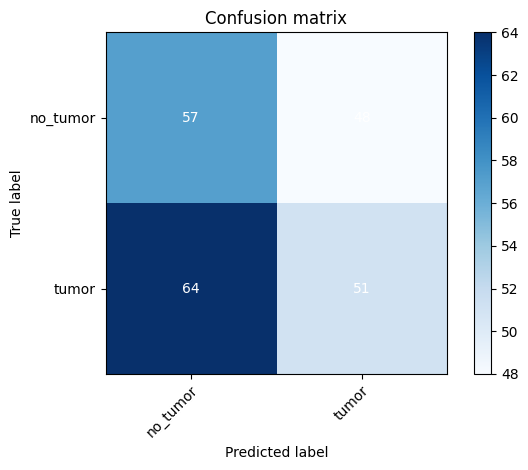 Confusion matrix
True label
no_tumor
tumor
57
48
64
51
no_tumor
tumor
Predicted label
64
62
60
58
56
54
52
50
48